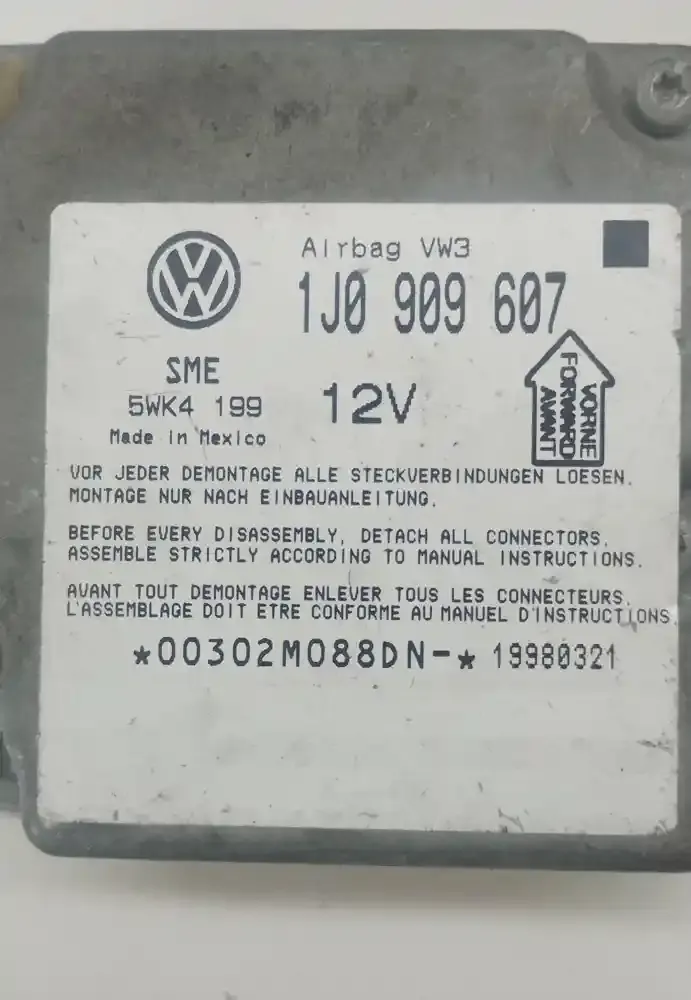 Airbag VW3
1J0 909 607
SME
5WK4 199
12V
Made in Mexico
VORNE
FORWARD
AVANT
VOR JEDER DEMONTAGE ALLE STECKVERBINDUNGEN LOESEN.
MONTAGE NUR NACH EINBAUANLEITUNG.
BEFORE EVERY DISASSEMBLY, DETACH ALL CONNECTORS.
ASSEMBLE STRICTLY ACCORDING TO MANUAL INSTRUCTIONS.
AVANT TOUT DEMONTAGE ENLEVER TOUS LES CONNECTEURS.
L'ASSEMBLAGE DOIT ETRE CONFORME AU MANUEL D'INSTRUCTIONS.
*00302M088DN-* 19980321